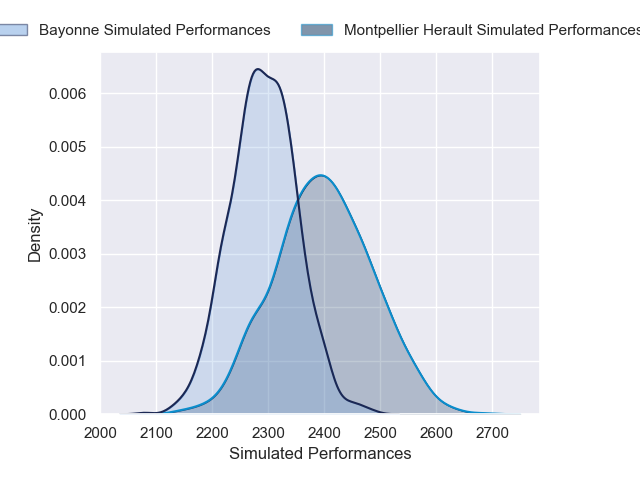 Bayonne Simulated Performances Montpellier Herault Simulated Performances
0.006
0.005
0.004
0.003
0.002
0.001
0.000
Density
2000 2100 2200 2300 2400 2500 2600 2700
Simulated Performances